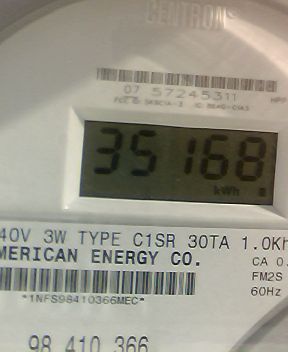 CENTRON®
07 57245311
35168
kWh
40V 3W TYPE C1SR 30TA 1.0Kh
MERICAN ENERGY CO.
CA 0.
FM2S
60Hz
*1NFS98410366MEC*
98 410 366